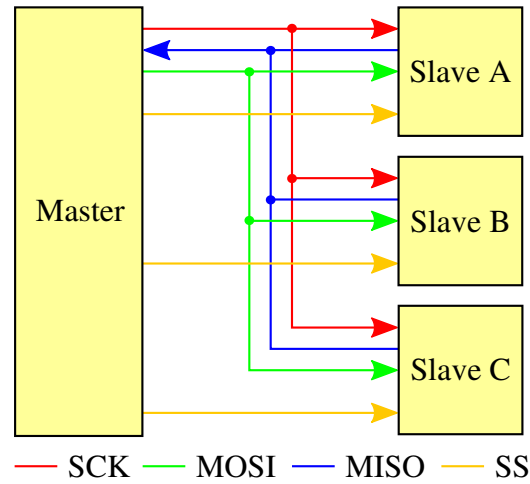 Master
Slave A
Slave B
Slave C
SCK MOSI MISO SS